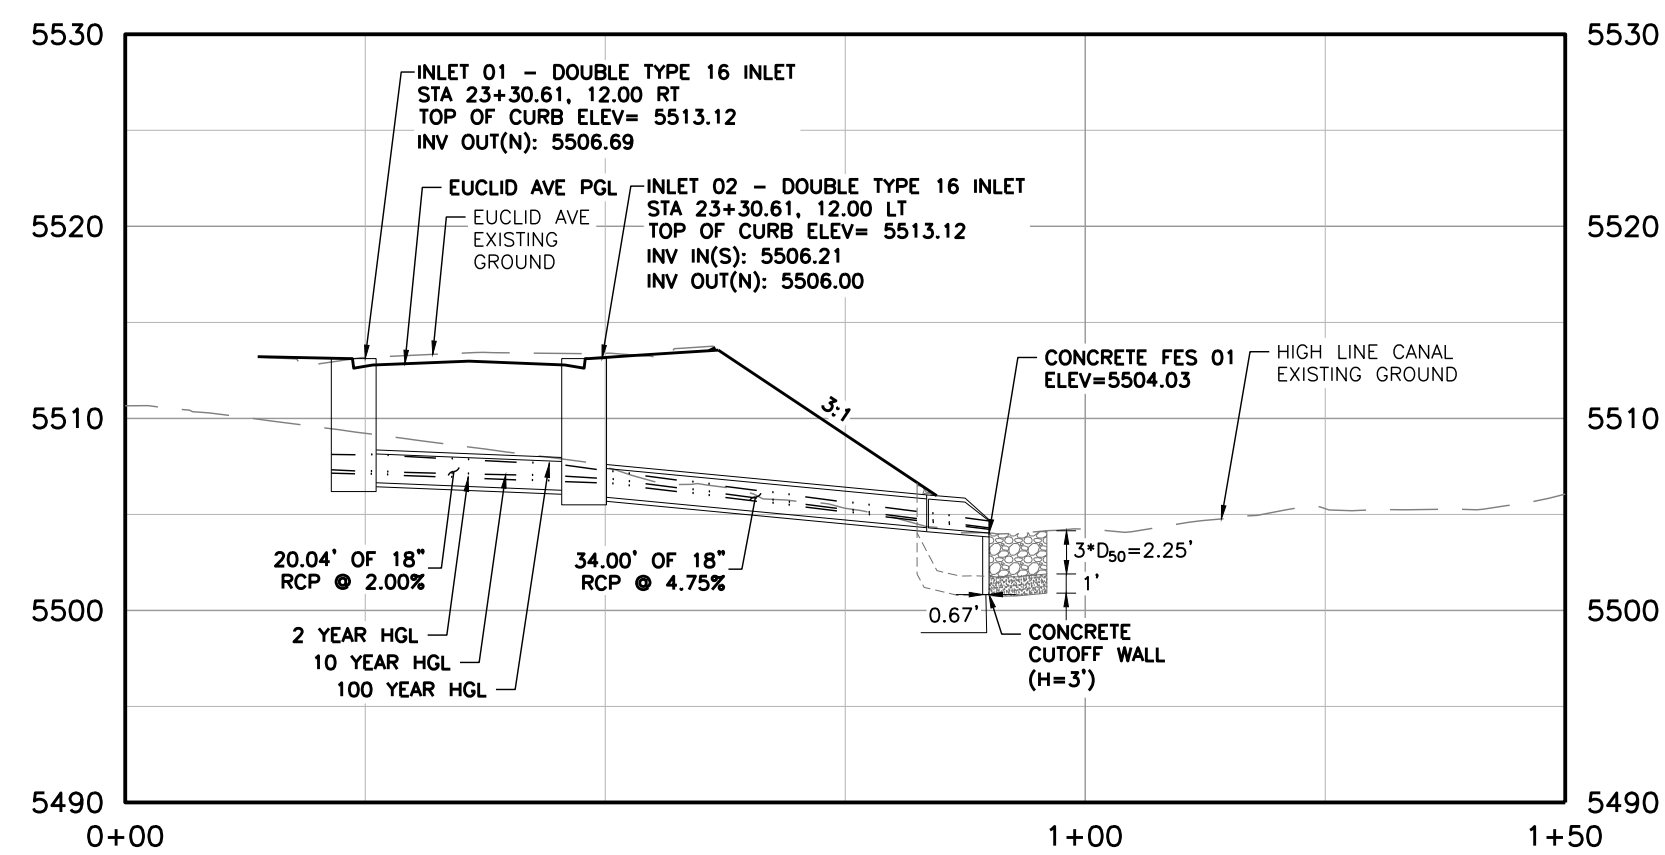 5530
5530
INLET 01 – DOUBLE TYPE 16 INLET
STA 23+30.61, 12.00 RT
TOP OF CURB ELEV= 5513.12
INV OUT(N): 5506.69
EUCLID AVE PGL
EUCLID AVE
EXISTING
GROUND
INLET 02 – DOUBLE TYPE 16 INLET
STA 23+30.61, 12.00 LT
TOP OF CURB ELEV= 5513.12
INV IN(S): 5506.21
INV OUT(N): 5506.00
5520
5520
3:1
CONCRETE FES 01
ELEV=5504.03
HIGH LINE CANAL
EXISTING GROUND
5510
5510
20.04' OF 18"
RCP @ 2.00%
34.00' OF 18"
RCP @ 4.75%
3*D50=2.25'
1'
0.67'
5500
5500
2 YEAR HGL
10 YEAR HGL
100 YEAR HGL
CONCRETE
CUTOFF WALL
(H=3')
5490
5490
0+00
1+00
1+50